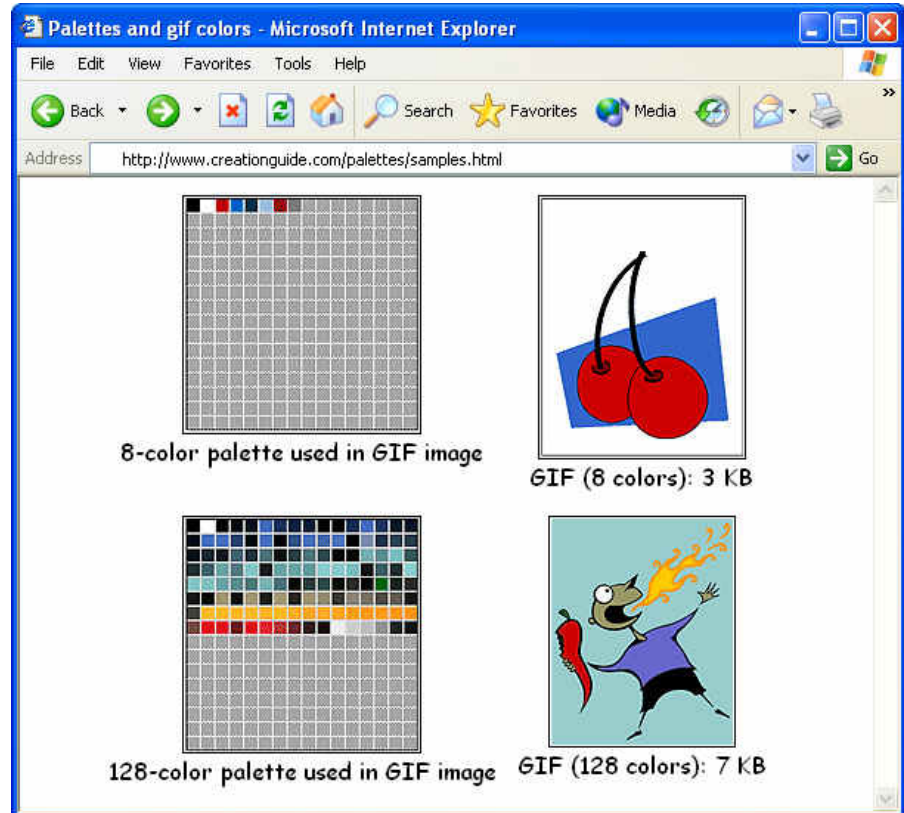 Palettes and gif colors - Microsoft Internet Explorer
File Edit View Favorites Tools Help
Back Search Favorites Media »
Address http://www.creationguide.com/palettes/samples.html Go
8-color palette used in GIF image
GIF (8 colors): 3 KB
128-color palette used in GIF image
GIF (128 colors): 7 KB